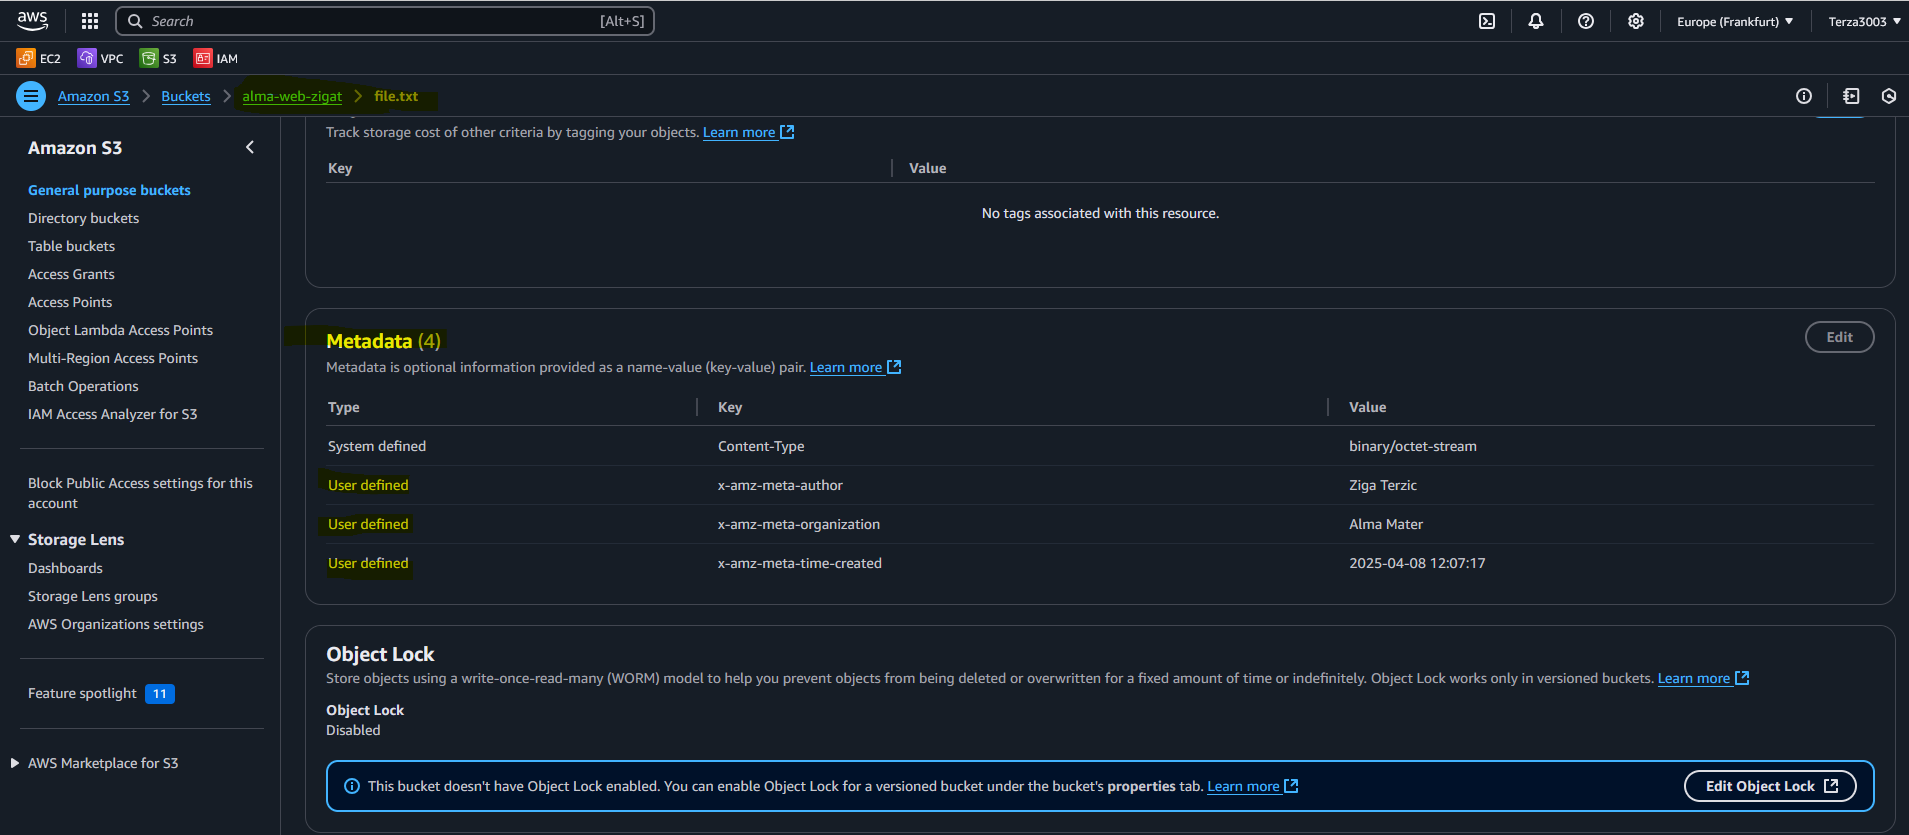 aws
Search [Alt+S]
Europe (Frankfurt)
Terza3003
EC2
VPC
S3
IAM
Amazon S3
Buckets
alma-web-zigat
file.txt
Amazon S3
General purpose buckets
Directory buckets
Table buckets
Access Grants
Access Points
Object Lambda Access Points
Multi-Region Access Points
Batch Operations
IAM Access Analyzer for S3
Block Public Access settings for this
account
Storage Lens
Dashboards
Storage Lens groups
AWS Organizations settings
Feature spotlight 11
AWS Marketplace for S3
Track storage cost of other criteria by tagging your objects. Learn more
Key Value
No tags associated with this resource.
Metadata (4)
Edit
Metadata is optional information provided as a name-value (key-value) pair. Learn more
Type Key Value
System defined Content-Type binary/octet-stream
User defined x-amz-meta-author Ziga Terzic
User defined x-amz-meta-organization Alma Mater
User defined x-amz-meta-time-created 2025-04-08 12:07:17
Object Lock
Store objects using a write-once-read-many (WORM) model to help you prevent objects from being deleted or overwritten for a fixed amount of time or indefinitely. Object Lock works only in versioned buckets. Learn more
Object Lock
Disabled
This bucket doesn't have Object Lock enabled. You can enable Object Lock for a versioned bucket under the bucket's properties tab. Learn more
Edit Object Lock